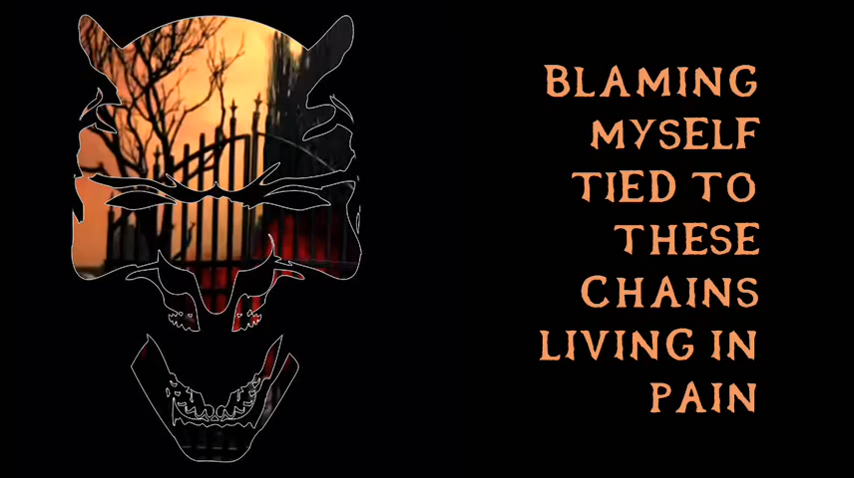 BLAMING
MYSELF
TIED TO
THESE
CHAINS
LIVING IN
PAIN